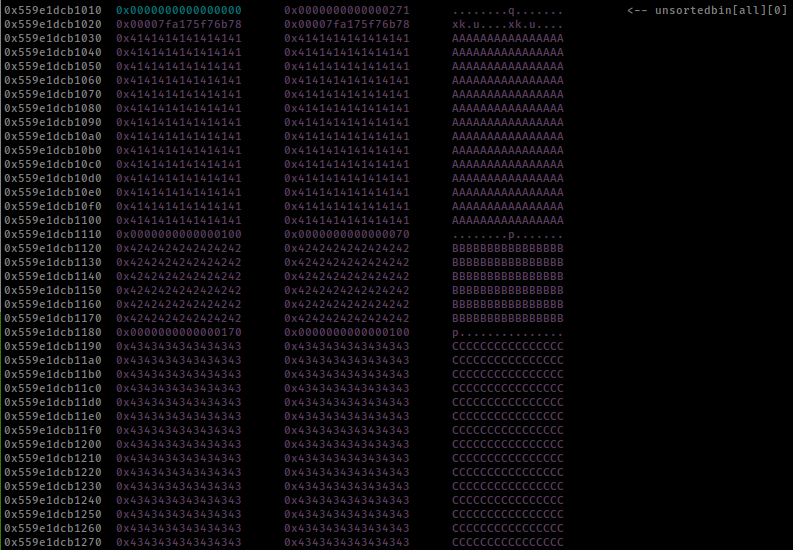 0x559e1dcb1010 0x0000000000000000 0x0000000000000271 ........q....... <-- unsortedbin[all][0]
0x559e1dcb1020 0x00007fa175f76b78 0x00007fa175f76b78 xk.u....xk.u....
0x559e1dcb1030 0x4141414141414141 0x4141414141414141 AAAAAAAAAAAAAAAA
0x559e1dcb1040 0x4141414141414141 0x4141414141414141 AAAAAAAAAAAAAAAA
0x559e1dcb1050 0x4141414141414141 0x4141414141414141 AAAAAAAAAAAAAAAA
0x559e1dcb1060 0x4141414141414141 0x4141414141414141 AAAAAAAAAAAAAAAA
0x559e1dcb1070 0x4141414141414141 0x4141414141414141 AAAAAAAAAAAAAAAA
0x559e1dcb1080 0x4141414141414141 0x4141414141414141 AAAAAAAAAAAAAAAA
0x559e1dcb1090 0x4141414141414141 0x4141414141414141 AAAAAAAAAAAAAAAA
0x559e1dcb10a0 0x4141414141414141 0x4141414141414141 AAAAAAAAAAAAAAAA
0x559e1dcb10b0 0x4141414141414141 0x4141414141414141 AAAAAAAAAAAAAAAA
0x559e1dcb10c0 0x4141414141414141 0x4141414141414141 AAAAAAAAAAAAAAAA
0x559e1dcb10d0 0x4141414141414141 0x4141414141414141 AAAAAAAAAAAAAAAA
0x559e1dcb10e0 0x4141414141414141 0x4141414141414141 AAAAAAAAAAAAAAAA
0x559e1dcb10f0 0x4141414141414141 0x4141414141414141 AAAAAAAAAAAAAAAA
0x559e1dcb1100 0x4141414141414141 0x4141414141414141 AAAAAAAAAAAAAAAA
0x559e1dcb1110 0x0000000000000100 0x0000000000000070 ........p.......
0x559e1dcb1120 0x4242424242424242 0x4242424242424242 BBBBBBBBBBBBBBBB
0x559e1dcb1130 0x4242424242424242 0x4242424242424242 BBBBBBBBBBBBBBBB
0x559e1dcb1140 0x4242424242424242 0x4242424242424242 BBBBBBBBBBBBBBBB
0x559e1dcb1150 0x4242424242424242 0x4242424242424242 BBBBBBBBBBBBBBBB
0x559e1dcb1160 0x4242424242424242 0x4242424242424242 BBBBBBBBBBBBBBBB
0x559e1dcb1170 0x4242424242424242 0x4242424242424242 BBBBBBBBBBBBBBBB
0x559e1dcb1180 0x0000000000000170 0x0000000000000100 p...............
0x559e1dcb1190 0x4343434343434343 0x4343434343434343 CCCCCCCCCCCCCCCC
0x559e1dcb11a0 0x4343434343434343 0x4343434343434343 CCCCCCCCCCCCCCCC
0x559e1dcb11b0 0x4343434343434343 0x4343434343434343 CCCCCCCCCCCCCCCC
0x559e1dcb11c0 0x4343434343434343 0x4343434343434343 CCCCCCCCCCCCCCCC
0x559e1dcb11d0 0x4343434343434343 0x4343434343434343 CCCCCCCCCCCCCCCC
0x559e1dcb11e0 0x4343434343434343 0x4343434343434343 CCCCCCCCCCCCCCCC
0x559e1dcb11f0 0x4343434343434343 0x4343434343434343 CCCCCCCCCCCCCCCC
0x559e1dcb1200 0x4343434343434343 0x4343434343434343 CCCCCCCCCCCCCCCC
0x559e1dcb1210 0x4343434343434343 0x4343434343434343 CCCCCCCCCCCCCCCC
0x559e1dcb1220 0x4343434343434343 0x4343434343434343 CCCCCCCCCCCCCCCC
0x559e1dcb1230 0x4343434343434343 0x4343434343434343 CCCCCCCCCCCCCCCC
0x559e1dcb1240 0x4343434343434343 0x4343434343434343 CCCCCCCCCCCCCCCC
0x559e1dcb1250 0x4343434343434343 0x4343434343434343 CCCCCCCCCCCCCCCC
0x559e1dcb1260 0x4343434343434343 0x4343434343434343 CCCCCCCCCCCCCCCC
0x559e1dcb1270 0x4343434343434343 0x4343434343434343 CCCCCCCCCCCCCCCC